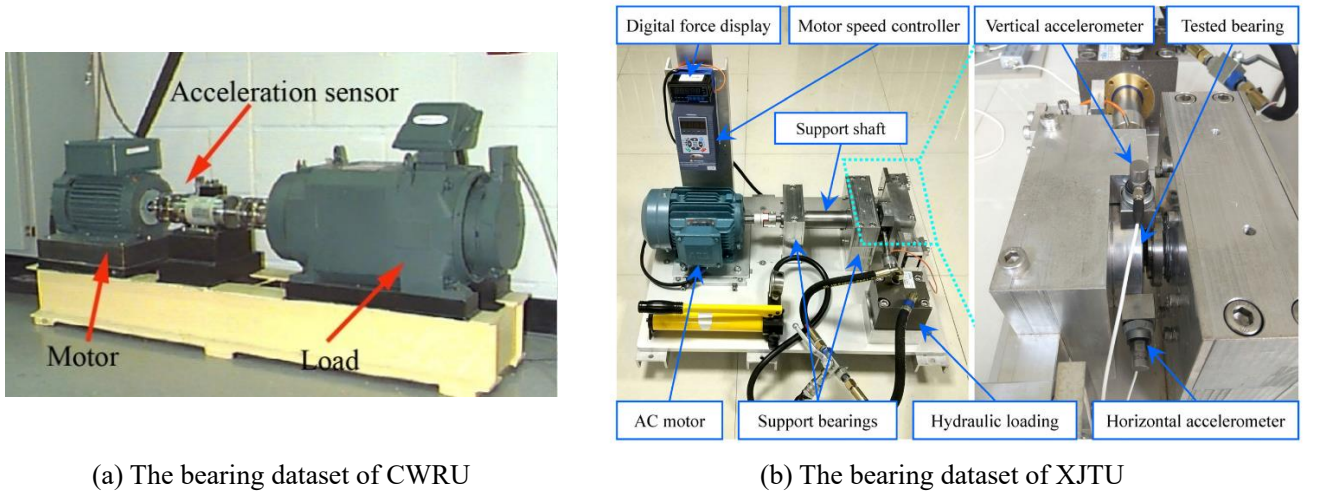 Acceleration sensor
Motor
Load
Digital force display
Motor speed controller
Vertical accelerometer
Tested bearing
Support shaft
AC motor
Support bearings
Hydraulic loading
Horizontal accelerometer
(a) The bearing dataset of CWRU
(b) The bearing dataset of XJTU